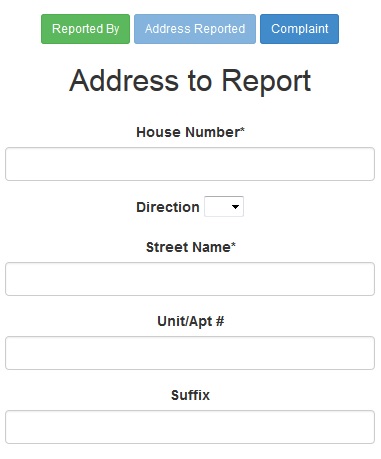 Reported By Address Reported Complaint
Address to Report
House Number*
Direction
Street Name*
Unit/Apt #
Suffix